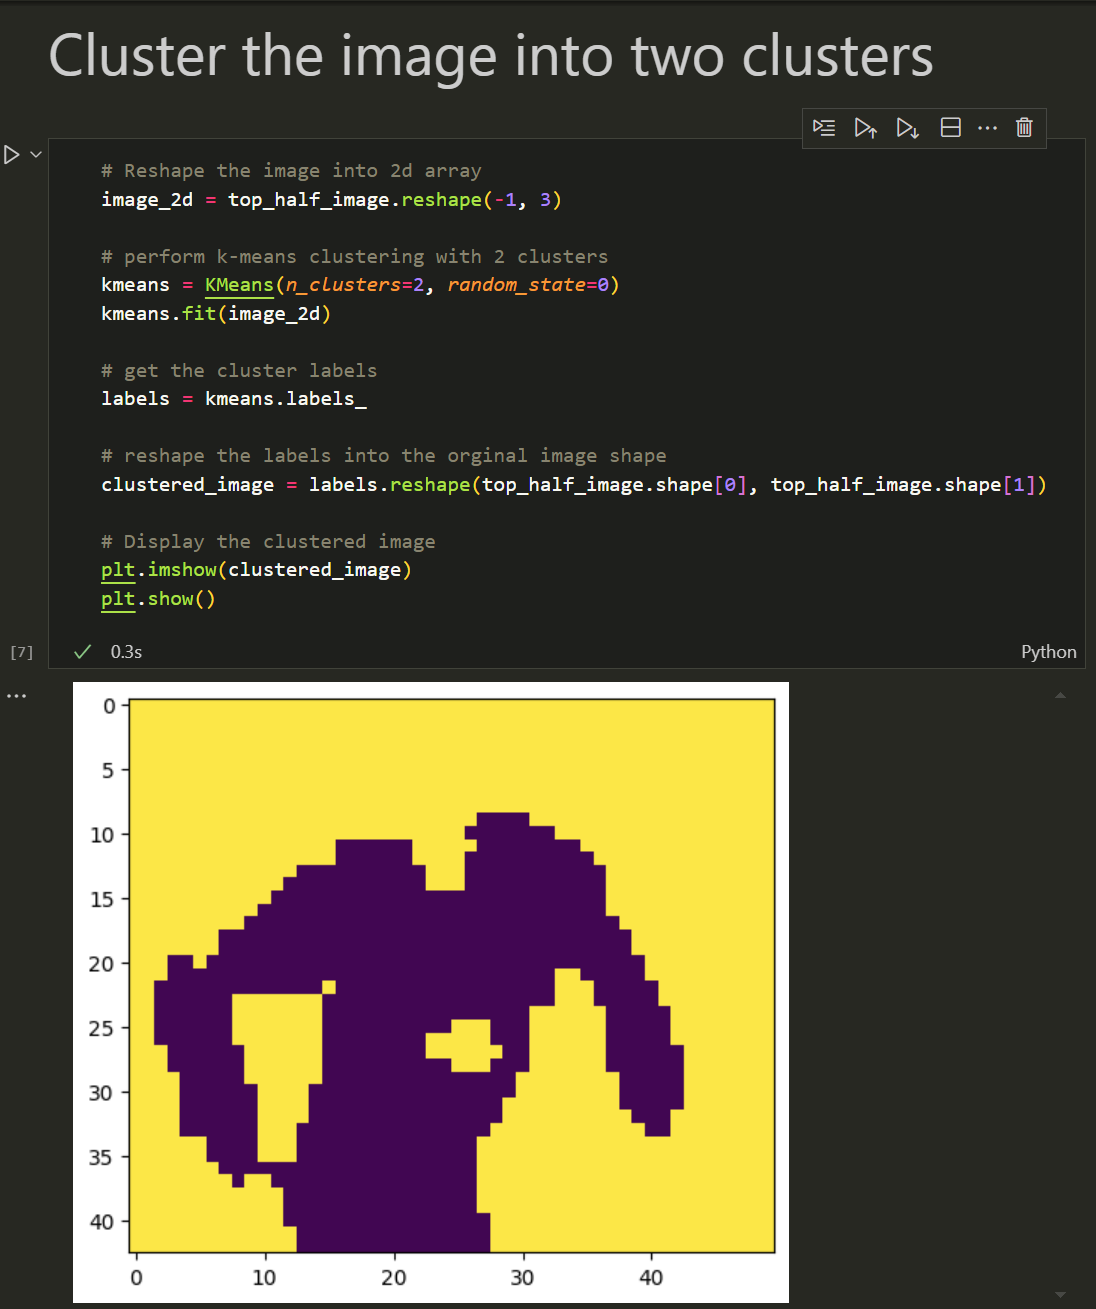 Cluster the image into two clusters
# Reshape the image into 2d array
image_2d = top_half_image.reshape(-1, 3)
# perform k-means clustering with 2 clusters
kmeans = KMeans(n_clusters=2, random_state=0)
kmeans.fit(image_2d)
# get the cluster labels
labels = kmeans.labels_
# reshape the labels into the orginal image shape
clustered_image = labels.reshape(top_half_image.shape[0], top_half_image.shape[1])
# Display the clustered image
plt.imshow(clustered_image)
plt.show()
[7] 0.3s Python
0
5
10
15
20
25
30
35
40
0 10 20 30 40